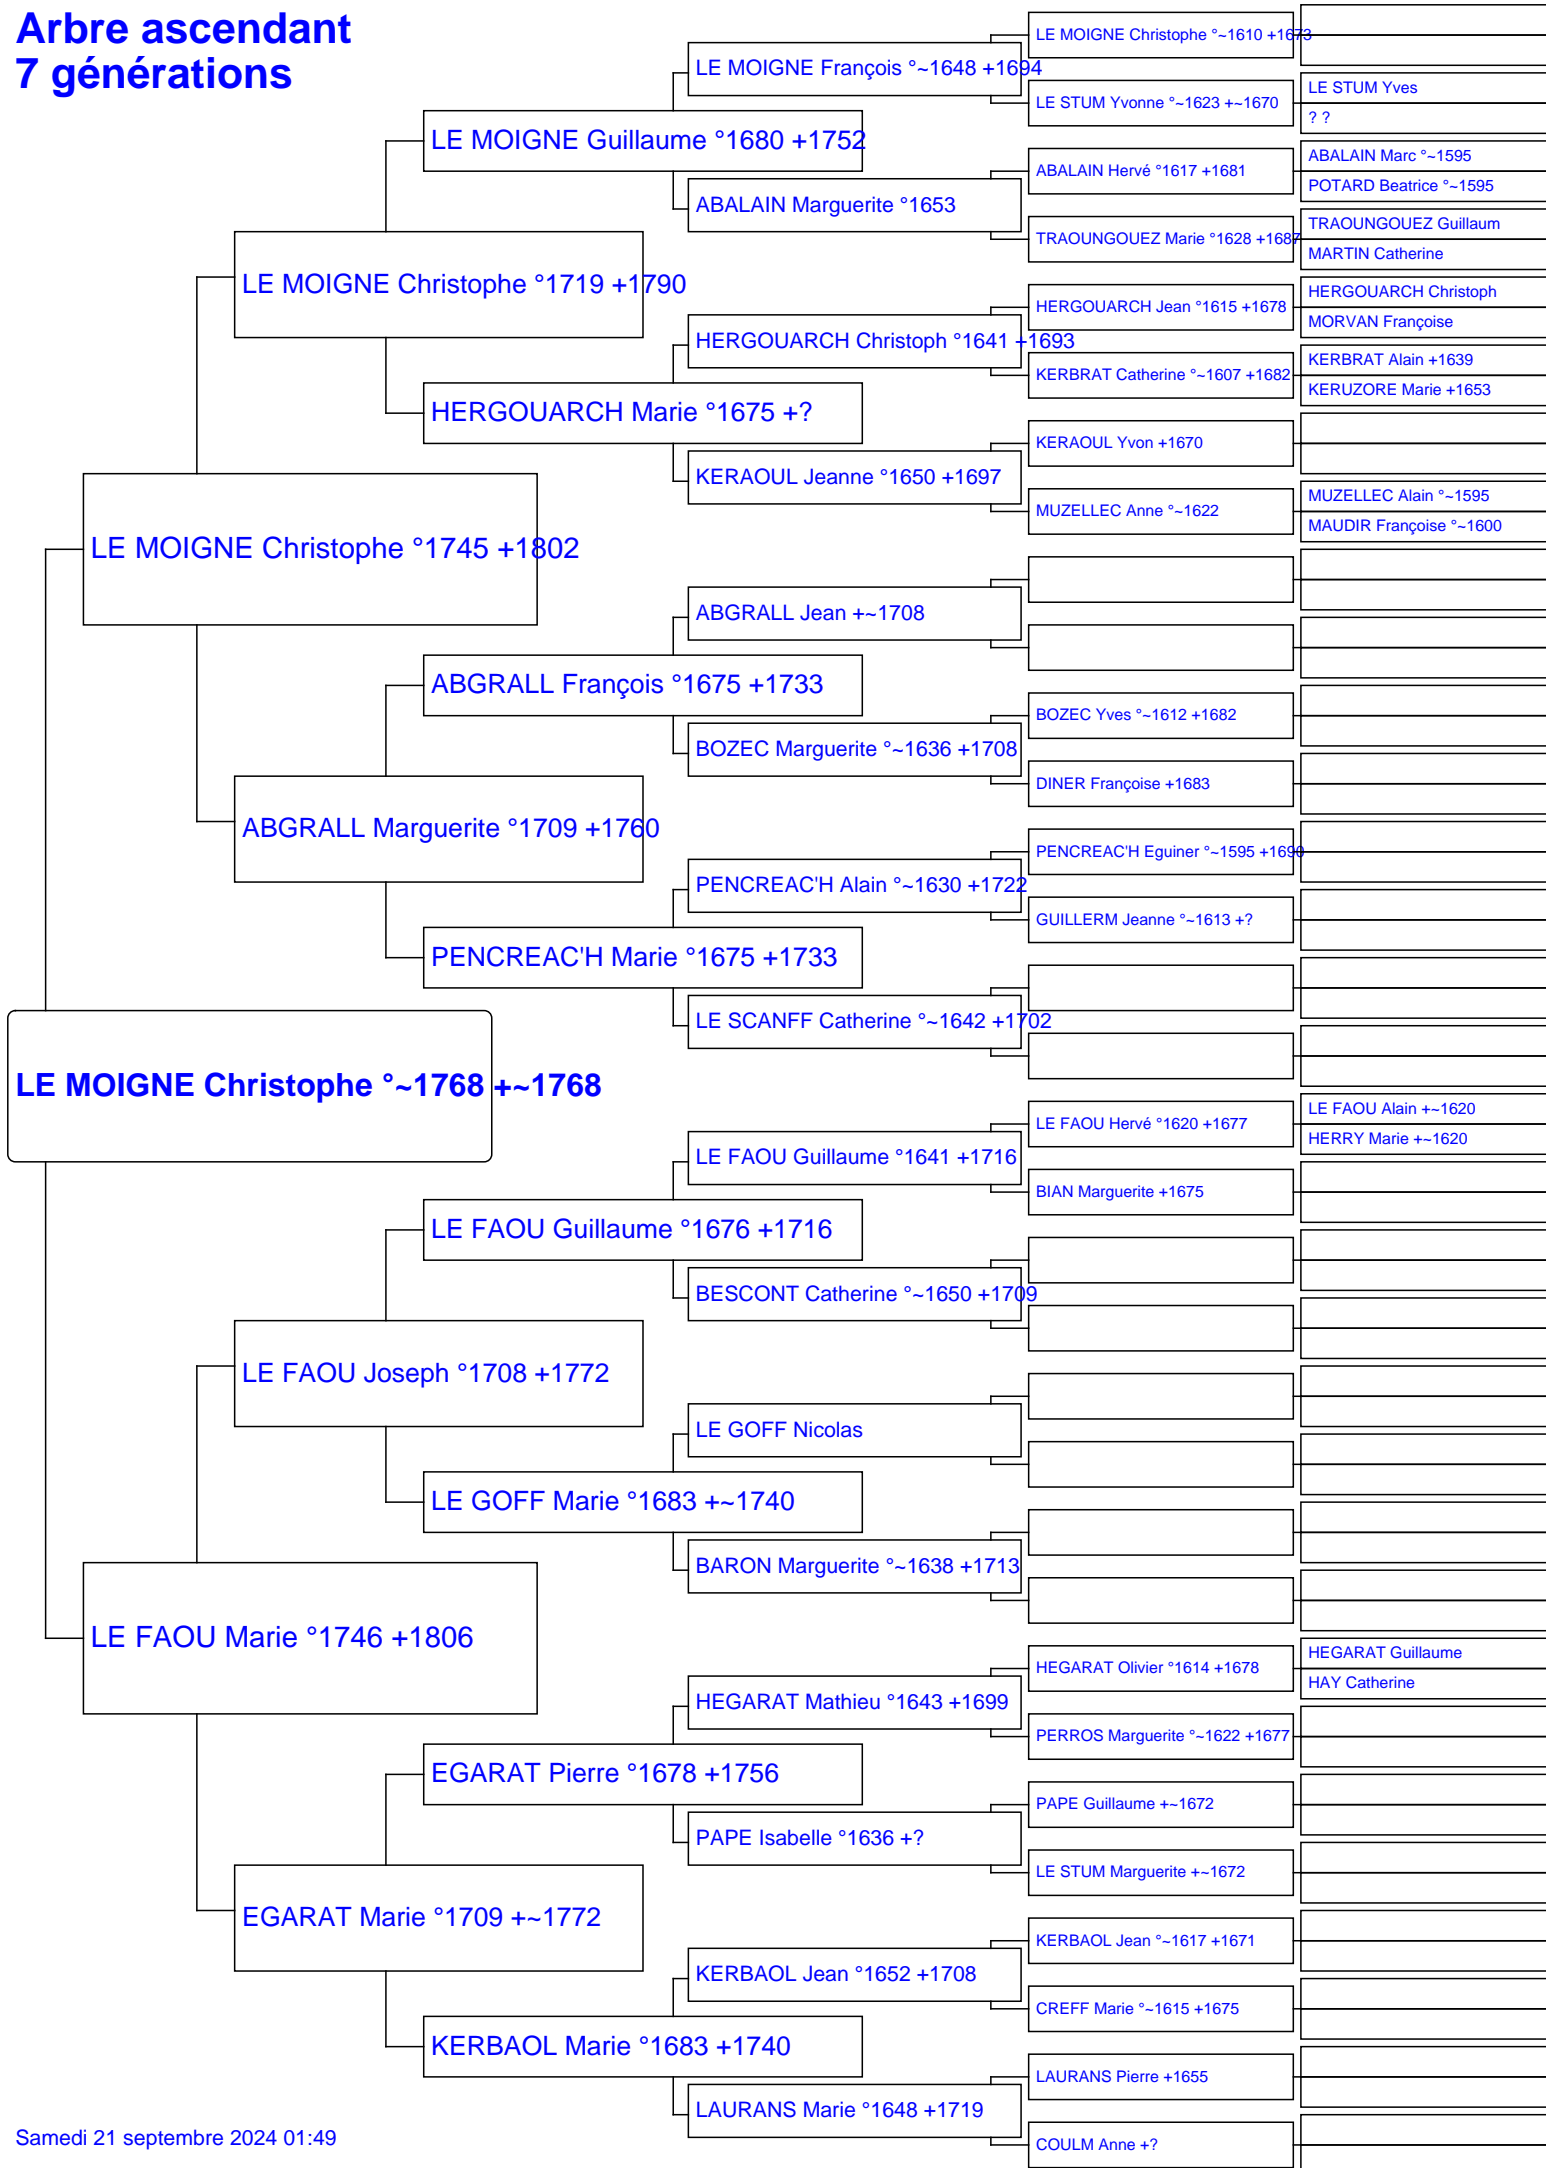 Arbre ascendant
7 générations
LE MOIGNE Christophe °~1768 +~1768
LE MOIGNE Christophe °1745 +1802
LE FAOU Marie °1746 +1806
LE MOIGNE Christophe °1719 +1790
ABGRALL Marguerite °1709 +1760
LE FAOU Joseph °1708 +1772
EGARAT Marie °1709 +~1772
LE MOIGNE Guillaume °1680 +1752
HERGOUARCH Marie °1675 +?
ABGRALL François °1675 +1733
PENCREAC'H Marie °1675 +1733
LE FAOU Guillaume °1676 +1716
LE GOFF Marie °1683 +~1740
EGARAT Pierre °1678 +1756
KERBAOL Marie °1683 +1740
LE MOIGNE François °~1648 +1694
ABALAIN Marguerite °1653
HERGOUARCH Christoph °1641 +1693
KERAOUL Jeanne °1650 +1697
ABGRALL Jean +~1708
BOZEC Marguerite °~1636 +1708
PENCREAC'H Alain °~1630 +1722
LE SCANFF Catherine °~1642 +1702
LE FAOU Guillaume °1641 +1716
BESCONT Catherine °~1650 +1709
LE GOFF Nicolas
BARON Marguerite °~1638 +1713
HEGARAT Mathieu °1643 +1699
PAPE Isabelle °1636 +?
KERBAOL Jean °1652 +1708
LAURANS Marie °1648 +1719
LE MOIGNE Christophe °~1610 +1673
LE STUM Yvonne °~1623 +~1670
ABALAIN Hervé °1617 +1681
TRAOUNGOUEZ Marie °1628 +1687
HERGOUARCH Jean °1615 +1678
KERBRAT Catherine °~1607 +1682
KERAOUL Yvon +1670
MUZELLEC Anne °~1622
BOZEC Yves °~1612 +1682
DINER Françoise +1683
PENCREAC'H Eguiner °~1595 +1690
GUILLERM Jeanne °~1613 +?
LE FAOU Hervé °1620 +1677
BIAN Marguerite +1675
HEGARAT Olivier °1614 +1678
PERROS Marguerite °~1622 +1677
PAPE Guillaume +~1672
LE STUM Marguerite +~1672
KERBAOL Jean °~1617 +1671
CREFF Marie °~1615 +1675
LAURANS Pierre +1655
COULM Anne +?
LE STUM Yves
? ?
ABALAIN Marc °~1595
POTARD Beatrice °~1595
TRAOUNGOUEZ Guillaum
MARTIN Catherine
HERGOUARCH Christoph
MORVAN Françoise
KERBRAT Alain +1639
KERUZORE Marie +1653
MUZELLEC Alain °~1595
MAUDIR Françoise °~1600
LE FAOU Alain +~1620
HERRY Marie +~1620
HEGARAT Guillaume
HAY Catherine
Samedi 21 septembre 2024 01:49